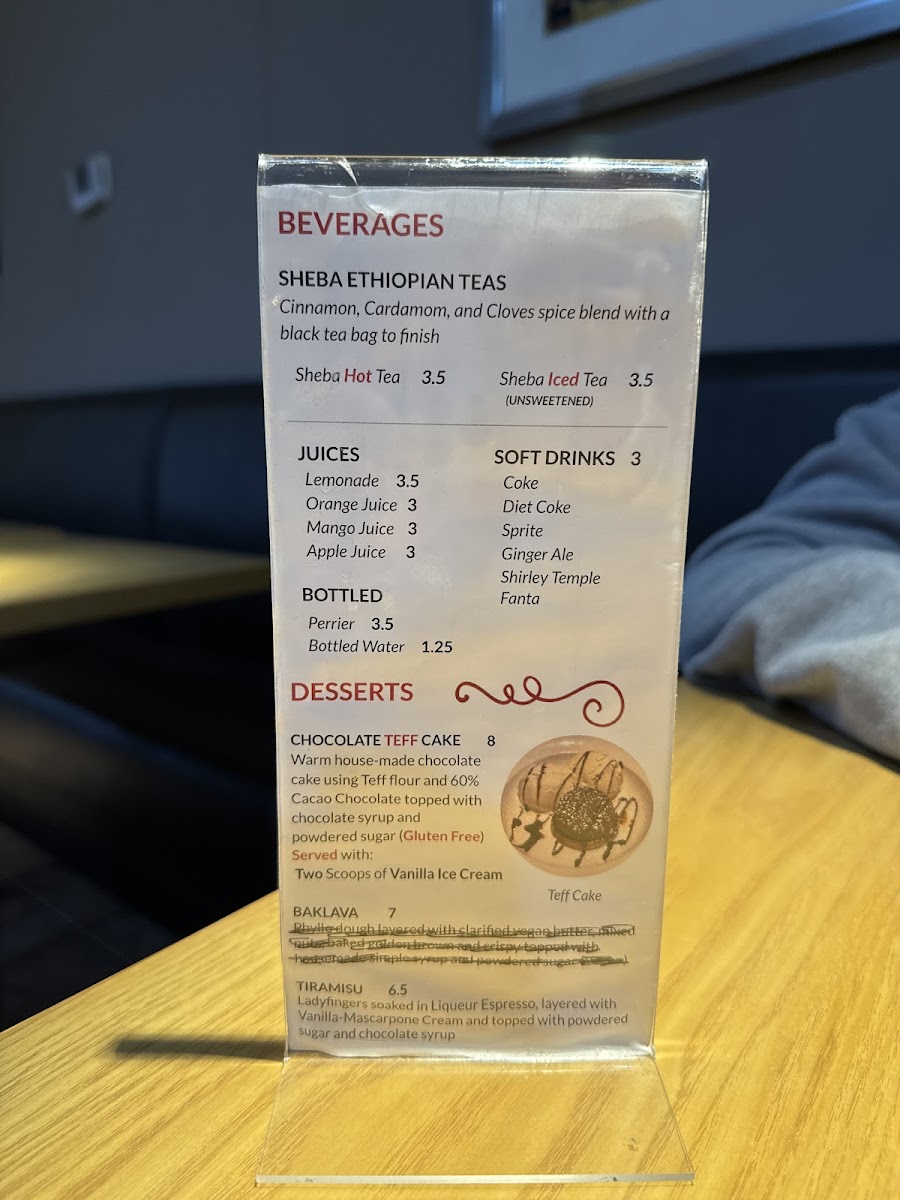 BEVERAGES
SHEBA ETHIOPIAN TEAS
Cinnamon, Cardamom, and Cloves spice blend with a
black tea bag to finish
Sheba Hot Tea 3.5
Sheba Iced Tea 3.5
(UNSWEETENED)
JUICES
Lemonade 3.5
Orange Juice 3
Mango Juice 3
Apple Juice 3
SOFT DRINKS 3
Coke
Diet Coke
Sprite
Ginger Ale
Shirley Temple
Fanta
BOTTLED
Perrier 3.5
Bottled Water 1.25
DESSERTS
CHOCOLATE TEFF CAKE 8
Warm house-made chocolate
cake using Teff flour and 60%
Cacao Chocolate topped with
chocolate syrup and
powdered sugar (Gluten Free)
Served with:
Two Scoops of Vanilla Ice Cream
Teff Cake
BAKLAVA 7
Phyllo dough layered with clarified vegan butter, mixed
nuts, baked golden brown and crispy topped with
housemade simple syrup and powdered sugar
TIRAMISU 6.5
Ladyfingers soaked in Liqueur Espresso, layered with
Vanilla-Mascarpone Cream and topped with powdered
sugar and chocolate syrup